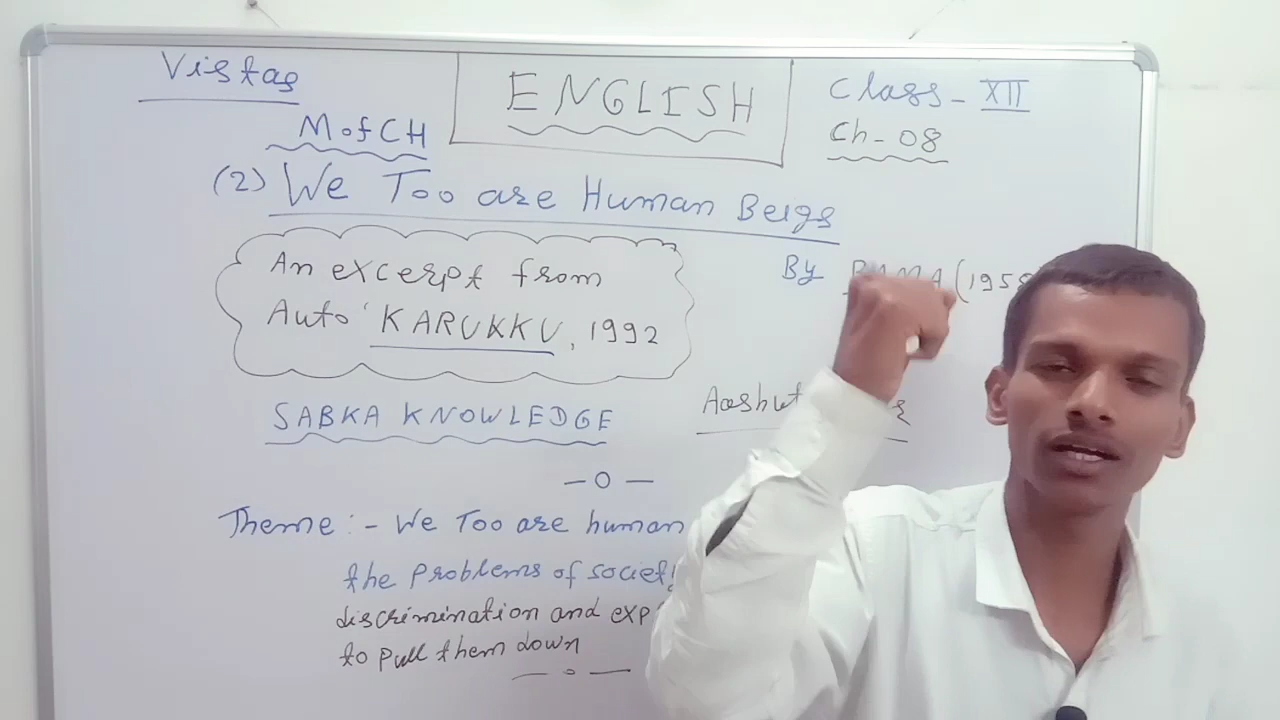 Vistas
ENGLISH
Class - XII
Ch - 08
M of CH
(2) We Too are Human Beigs
By BAMA (1958
An excerpt from
Auto' KARUKKU, 1992
SABKA KNOWLEDGE
— o —
Theme :- We Too are human
the problems of society
discrimination and exp
to pull them down
— o —